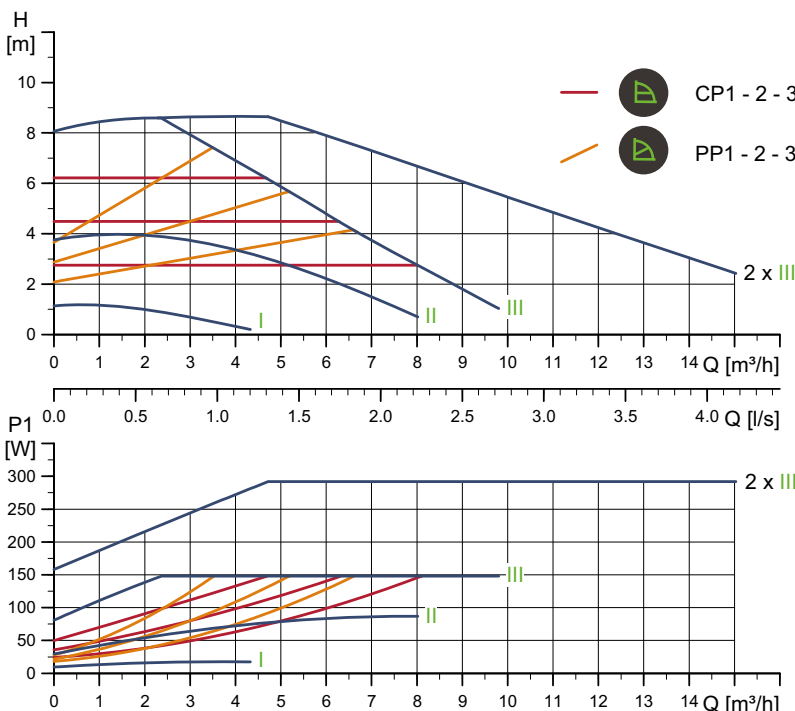 H
[m]
10
8
6
4
2
0
CP1 - 2 - 3
PP1 - 2 - 3
2 x III
III
II
I
0 1 2 3 4 5 6 7 8 9 10 11 12 13 14 Q [m³/h]
0.0 0.5 1.0 1.5 2.0 2.5 3.0 3.5 4.0 Q [l/s]
P1
[W]
300
250
200
150
100
50
0
2 x III
III
II
I
0 1 2 3 4 5 6 7 8 9 10 11 12 13 14 Q [m³/h]